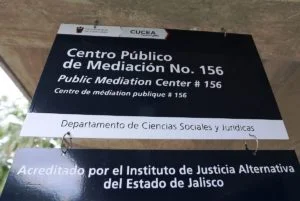 CUCEA
Centro Público
de Mediación No. 156
Public Mediation Center # 156
Centre de médiation publique # 156
Departamento de Ciencias Sociales y Jurídicas
Acreditado por el Instituto de Justicia Alternativa
del Estado de Jalisco